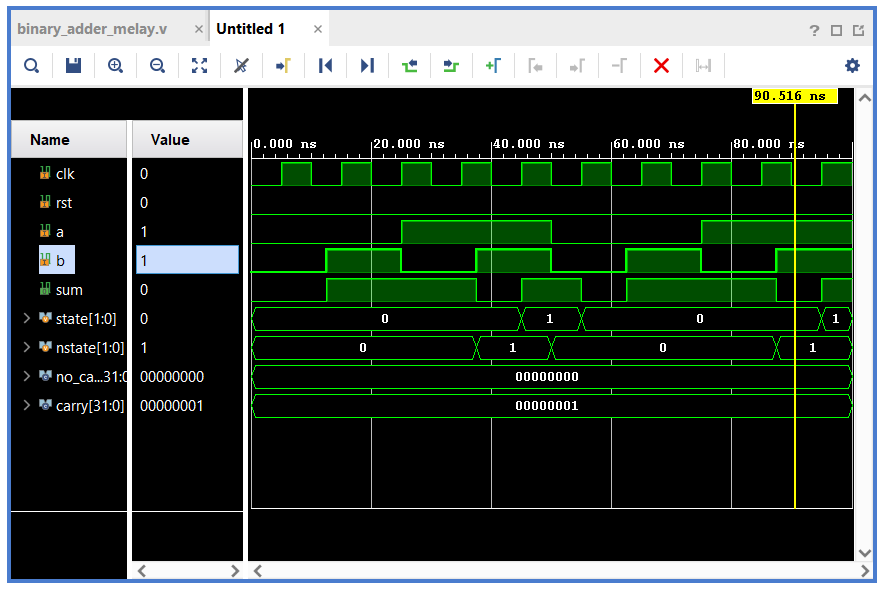 binary_adder_melay.v × Untitled 1 ×
?
90.516 ns
Name Value
0.000 ns 20.000 ns 40.000 ns 60.000 ns 80.000 ns
clk 0
rst 0
a 1
b 1
sum 0
state[1:0] 0 0 1 0 1
nstate[1:0] 1 0 1 0 1
no_ca...31:0 00000000 00000000
carry[31:0] 00000001 00000001